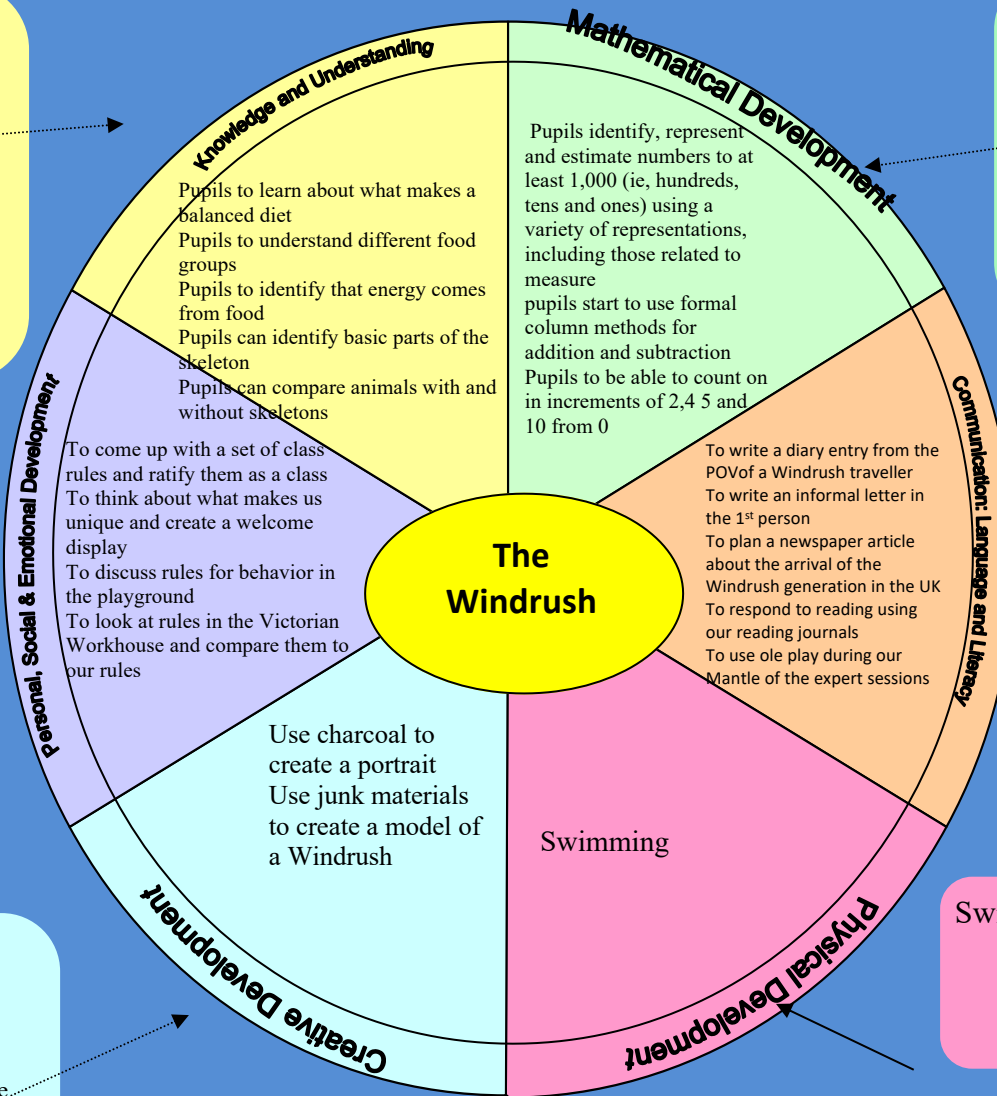 Knowledge and Understanding
Pupils to learn about what makes a
balanced diet
Pupils to understand different food
groups
Pupils to identify that energy comes
from food
Pupils can identify basic parts of the
skeleton
Pupils can compare animals with and
without skeletons
Mathematical Development
Pupils identify, represent
and estimate numbers to at
least 1,000 (ie, hundreds,
tens and ones) using a
variety of representations,
including those related to
measure
pupils start to use formal
column methods for
addition and subtraction
Pupils to be able to count on
in increments of 2,4 5 and
10 from 0
Personal, Social & Emotional Development
To come up with a set of class
rules and ratify them as a class
To think about what makes us
unique and create a welcome
display
To discuss rules for behavior in
the playground
To look at rules in the Victorian
Workhouse and compare them to
our rules
The
Windrush
Communication: Language and Literacy
To write a diary entry from the
POVof a Windrush traveller
To write an informal letter in
the 1st person
To plan a newspaper article
about the arrival of the
Windrush generation in the UK
To respond to reading using
our reading journals
To use ole play during our
Mantle of the expert sessions
Use charcoal to
create a portrait
Use junk materials
to create a model of
a Windrush
Creative Development
Swimming
Physical Development
Sw